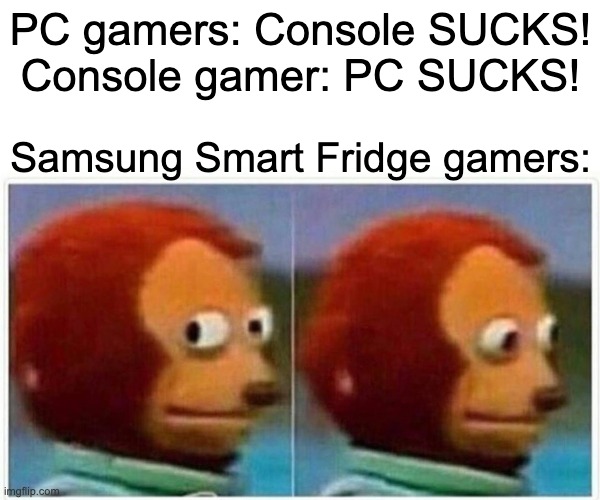 PC gamers: Console SUCKS!
Console gamer: PC SUCKS!
Samsung Smart Fridge gamers:
imgflip.com